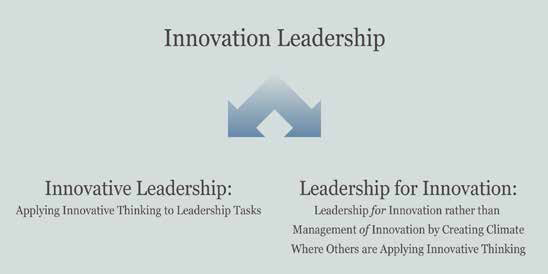 Innovation Leadership
Innovative Leadership:
Applying Innovative Thinking to Leadership Tasks
Leadership for Innovation:
Leadership for Innovation rather than
Management of Innovation by Creating Climate
Where Others are Applying Innovative Thinking